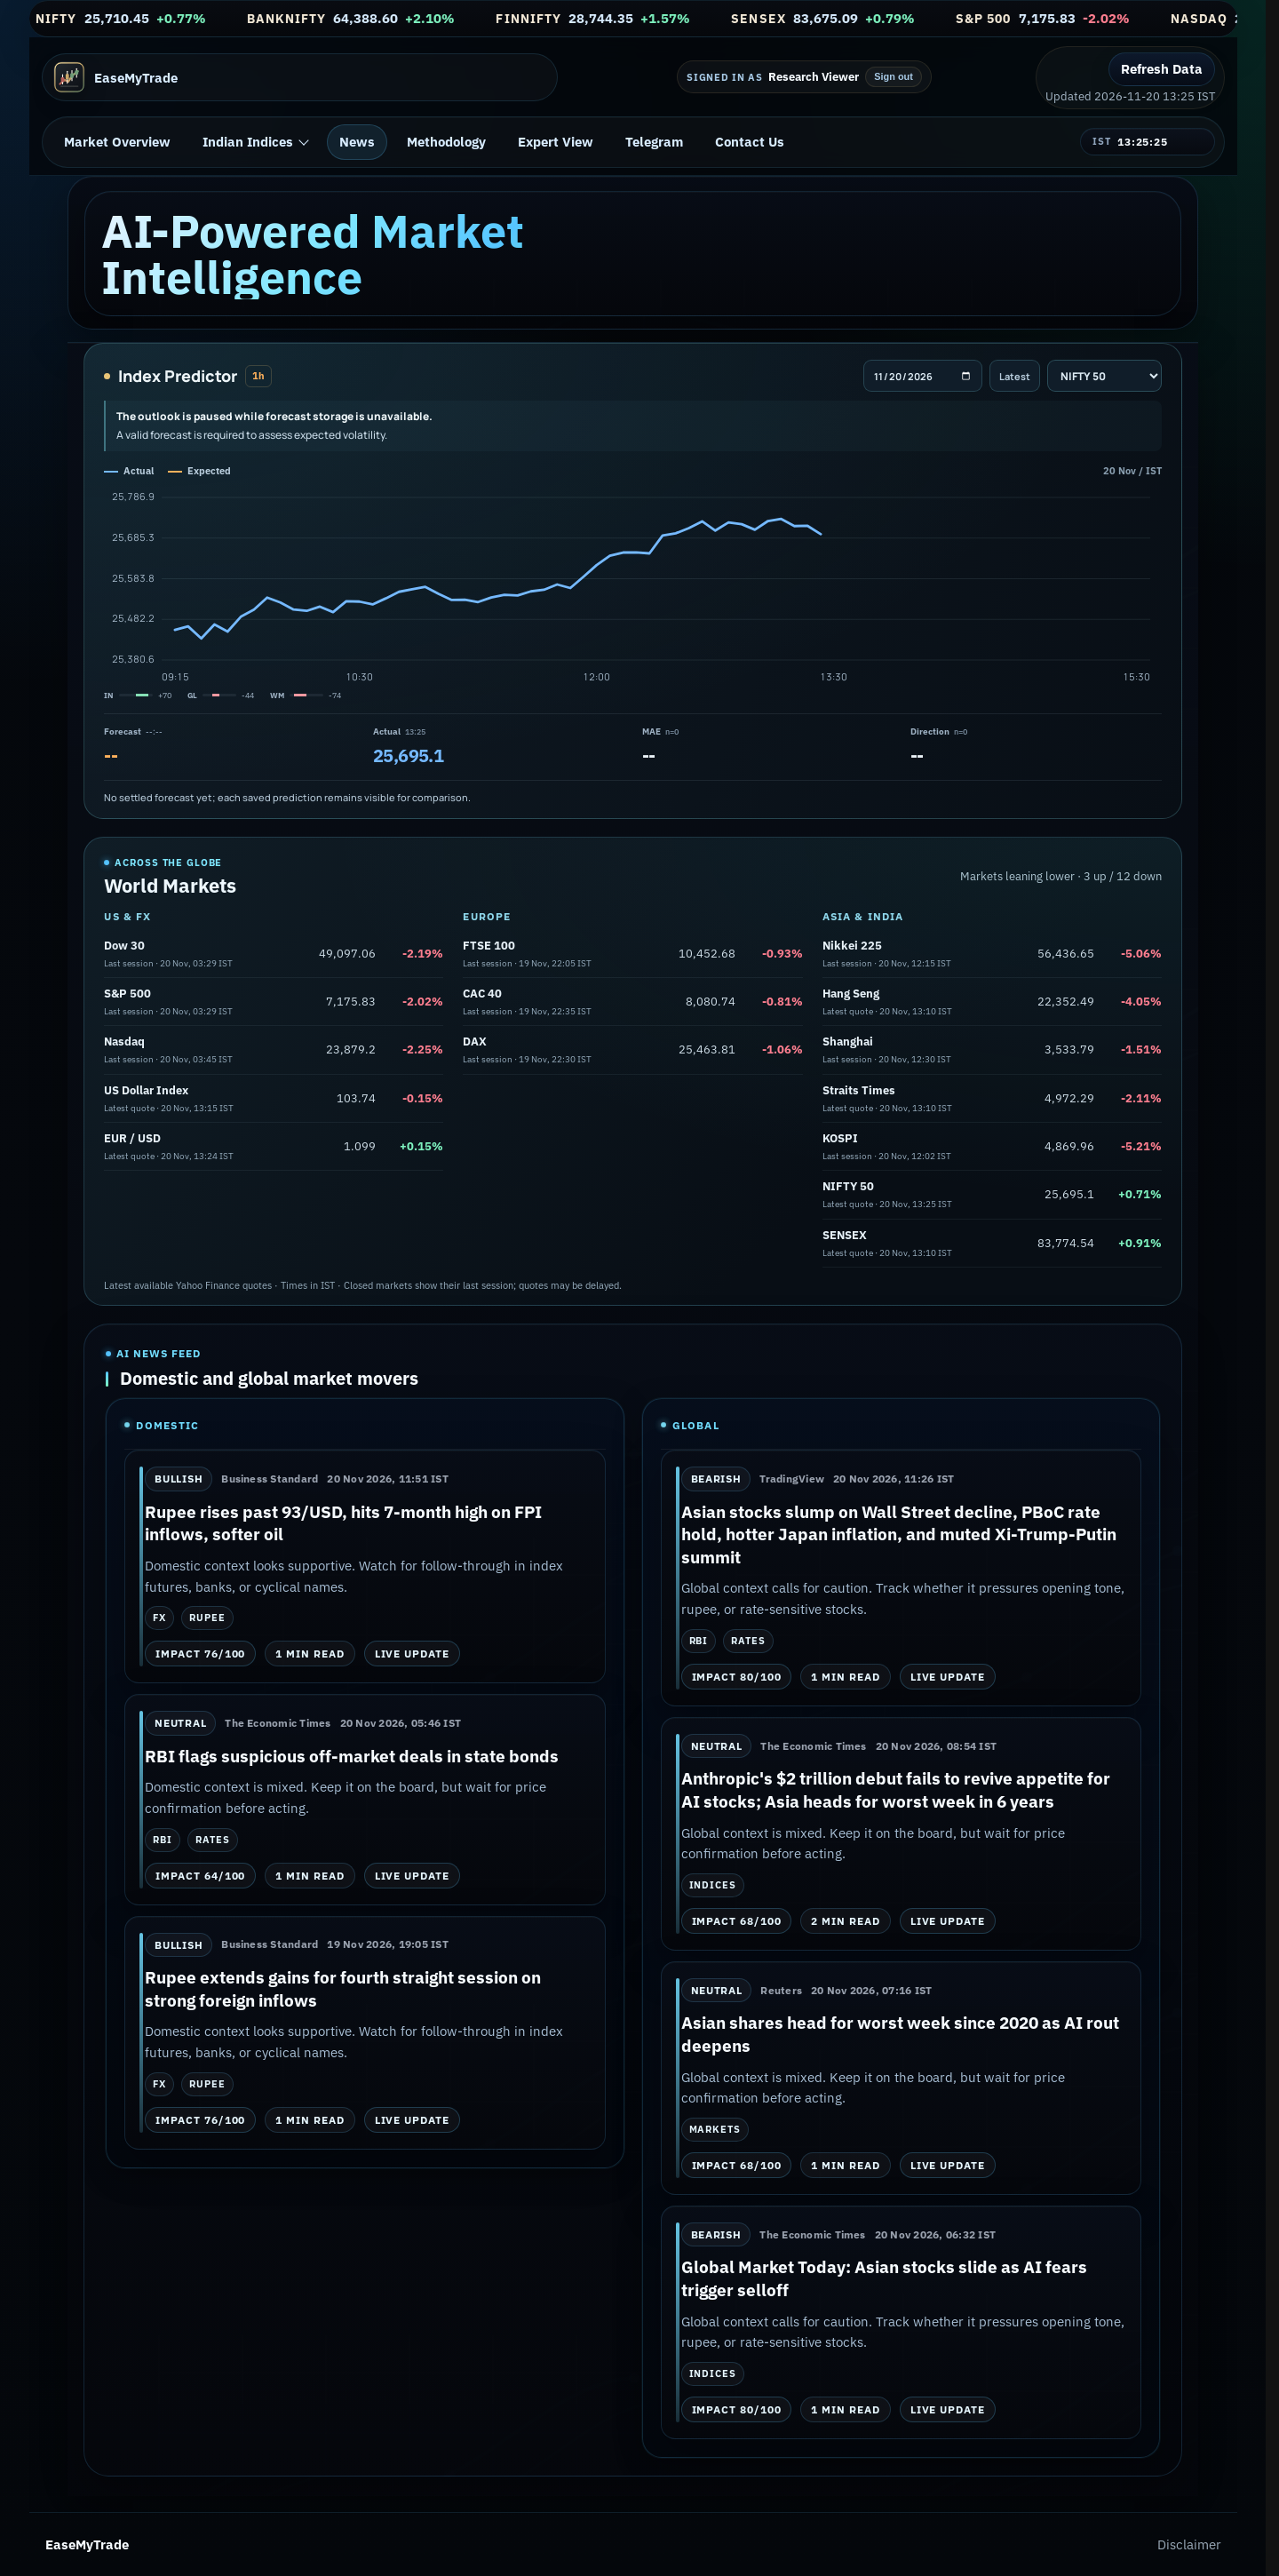 NIFTY 25,710.45 +0.77% BANKNIFTY 64,388.60 +2.10% FINNIFTY 28,744.35 +1.57% SENSEX 83,675.09 +0.79% S&P 500 7,175.83 -2.02% NASDAQ
EaseMyTrade
SIGNED IN AS Research Viewer Sign out
Refresh Data
Updated 2026-11-20 13:25 IST
Market Overview Indian Indices News Methodology Expert View Telegram Contact Us
IST 13:25:25
AI-Powered Market
Intelligence
Index Predictor 1h
11/20/2026 Latest NIFTY 50
The outlook is paused while forecast storage is unavailable.
A valid forecast is required to assess expected volatility.
Actual Expected
20 Nov / IST
25,786.9
25,685.3
25,583.8
25,482.2
25,380.6
09:15 10:30 12:00 13:30 15:30
IN +70 GL -44 WM -74
Forecast --:-- Actual 13:25 MAE n=0 Direction n=0
-- 25,695.1 -- --
No settled forecast yet; each saved prediction remains visible for comparison.
ACROSS THE GLOBE
World Markets
Markets leaning lower · 3 up / 12 down
US & FX
Dow 30 49,097.06 -2.19%
Last session · 20 Nov, 03:29 IST
S&P 500 7,175.83 -2.02%
Last session · 20 Nov, 03:29 IST
Nasdaq 23,879.2 -2.25%
Last session · 20 Nov, 03:45 IST
US Dollar Index 103.74 -0.15%
Latest quote · 20 Nov, 13:15 IST
EUR / USD 1.099 +0.15%
Latest quote · 20 Nov, 13:24 IST
EUROPE
FTSE 100 10,452.68 -0.93%
Last session · 19 Nov, 22:05 IST
CAC 40 8,080.74 -0.81%
Last session · 19 Nov, 22:35 IST
DAX 25,463.81 -1.06%
Last session · 19 Nov, 22:30 IST
ASIA & INDIA
Nikkei 225 56,436.65 -5.06%
Last session · 20 Nov, 12:15 IST
Hang Seng 22,352.49 -4.05%
Latest quote · 20 Nov, 13:10 IST
Shanghai 3,533.79 -1.51%
Last session · 20 Nov, 12:30 IST
Straits Times 4,972.29 -2.11%
Latest quote · 20 Nov, 13:10 IST
KOSPI 4,869.96 -5.21%
Last session · 20 Nov, 12:02 IST
NIFTY 50 25,695.1 +0.71%
Latest quote · 20 Nov, 13:25 IST
SENSEX 83,774.54 +0.91%
Latest quote · 20 Nov, 13:10 IST
Latest available Yahoo Finance quotes · Times in IST · Closed markets show their last session; quotes may be delayed.
AI NEWS FEED
Domestic and global market movers
DOMESTIC
BULLISH Business Standard 20 Nov 2026, 11:51 IST
Rupee rises past 93/USD, hits 7-month high on FPI
inflows, softer oil
Domestic context looks supportive. Watch for follow-through in index
futures, banks, or cyclical names.
FX RUPEE
IMPACT 76/100 1 MIN READ LIVE UPDATE
NEUTRAL The Economic Times 20 Nov 2026, 05:46 IST
RBI flags suspicious off-market deals in state bonds
Domestic context is mixed. Keep it on the board, but wait for price
confirmation before acting.
RBI RATES
IMPACT 64/100 1 MIN READ LIVE UPDATE
BULLISH Business Standard 19 Nov 2026, 19:05 IST
Rupee extends gains for fourth straight session on
strong foreign inflows
Domestic context looks supportive. Watch for follow-through in index
futures, banks, or cyclical names.
FX RUPEE
IMPACT 76/100 1 MIN READ LIVE UPDATE
GLOBAL
BEARISH TradingView 20 Nov 2026, 11:26 IST
Asian stocks slump on Wall Street decline, PBoC rate
hold, hotter Japan inflation, and muted Xi-Trump-Putin
summit
Global context calls for caution. Track whether it pressures opening tone,
rupee, or rate-sensitive stocks.
RBI RATES
IMPACT 80/100 1 MIN READ LIVE UPDATE
NEUTRAL The Economic Times 20 Nov 2026, 08:54 IST
Anthropic's $2 trillion debut fails to revive appetite for
AI stocks; Asia heads for worst week in 6 years
Global context is mixed. Keep it on the board, but wait for price
confirmation before acting.
INDICES
IMPACT 68/100 2 MIN READ LIVE UPDATE
NEUTRAL Reuters 20 Nov 2026, 07:16 IST
Asian shares head for worst week since 2020 as AI rout
deepens
Global context is mixed. Keep it on the board, but wait for price
confirmation before acting.
MARKETS
IMPACT 68/100 1 MIN READ LIVE UPDATE
BEARISH The Economic Times 20 Nov 2026, 06:32 IST
Global Market Today: Asian stocks slide as AI fears
trigger selloff
Global context calls for caution. Track whether it pressures opening tone,
rupee, or rate-sensitive stocks.
INDICES
IMPACT 80/100 1 MIN READ LIVE UPDATE
EaseMyTrade
Disclaimer